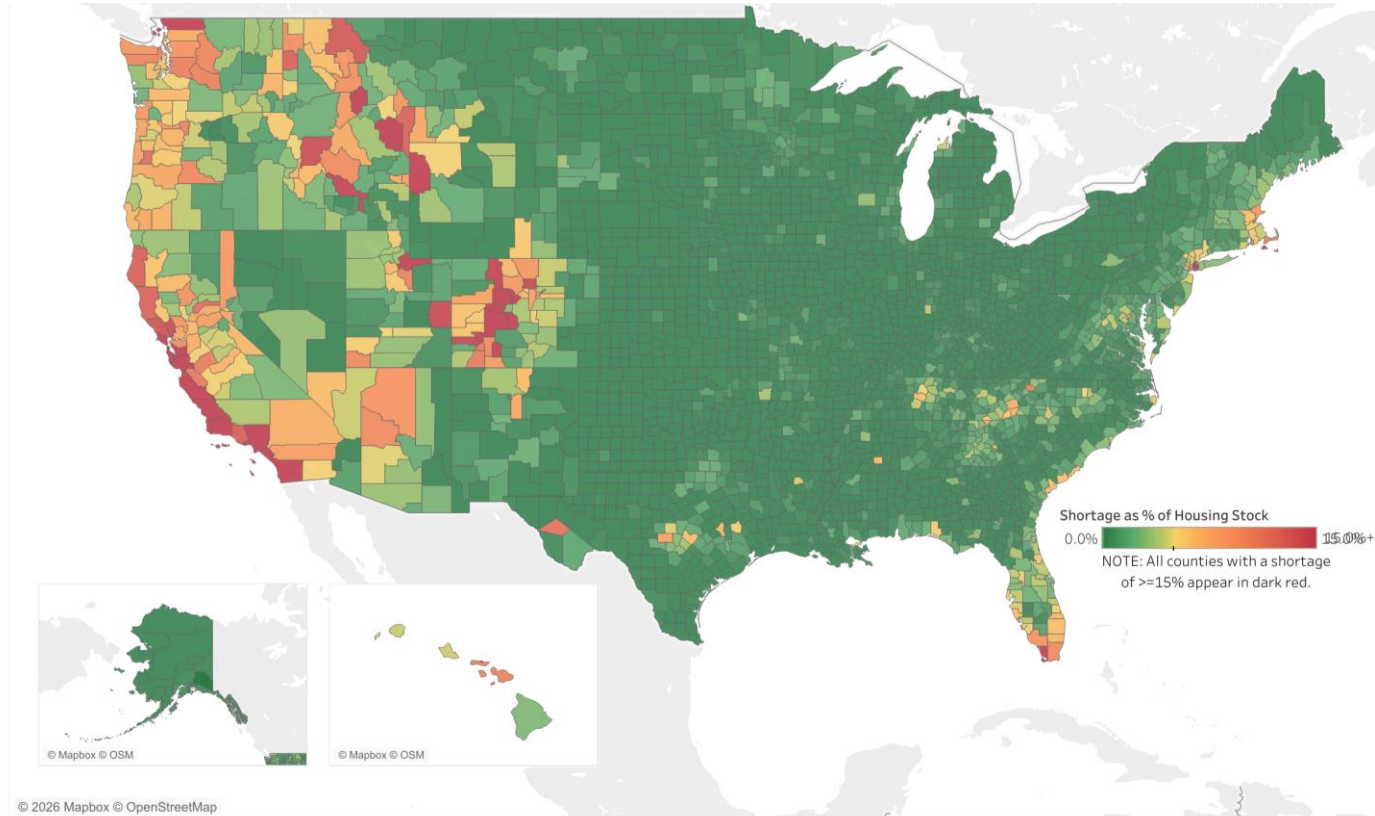 Shortage as % of Housing Stock
0.0%
15.0%+
NOTE: All counties with a shortage
of >=15% appear in dark red.
© Mapbox © OSM
© Mapbox © OSM
© 2026 Mapbox © OpenStreetMap